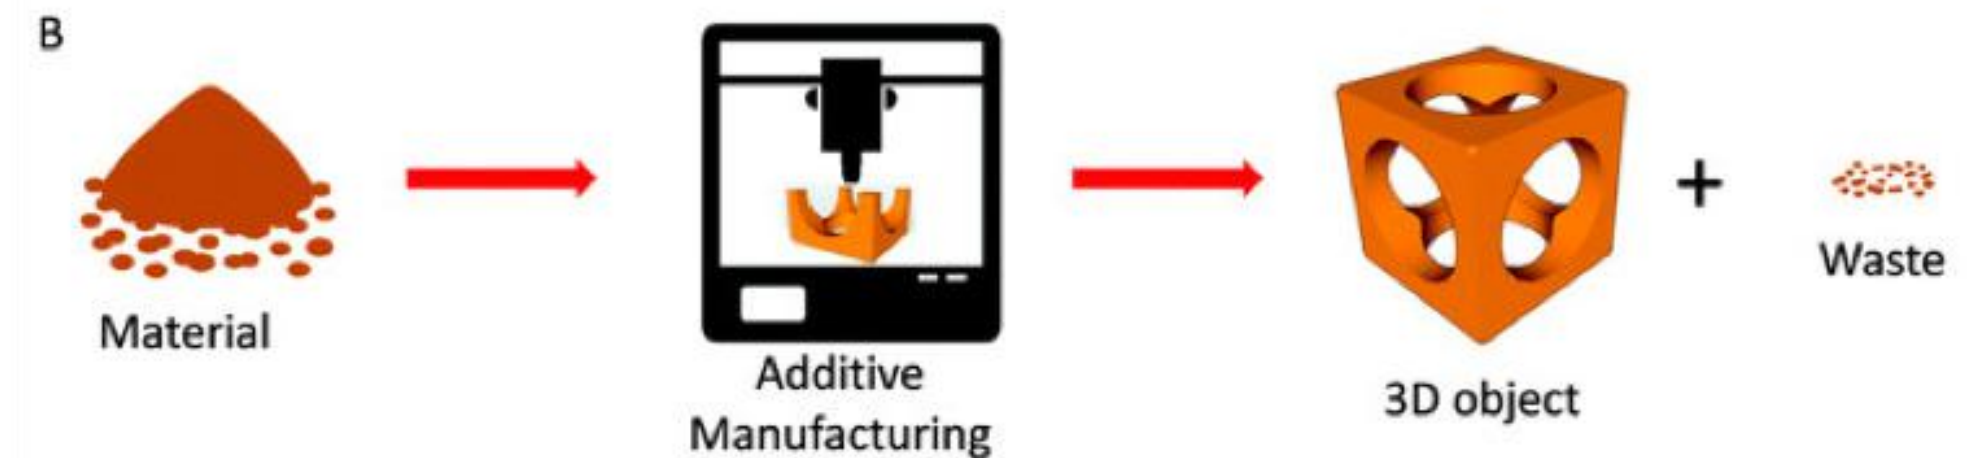 B
Material
Additive
Manufacturing
3D object
+
Waste